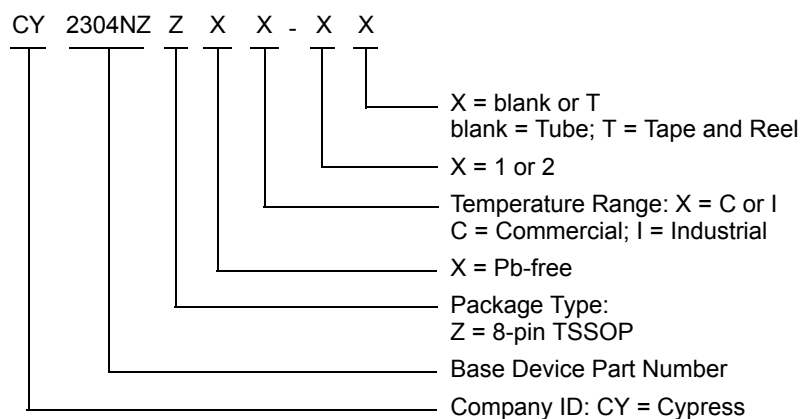 CY 2304NZ Z X X - X X
X = blank or T
blank = Tube; T = Tape and Reel
X = 1 or 2
Temperature Range: X = C or I
C = Commercial; I = Industrial
X = Pb-free
Package Type:
Z = 8-pin TSSOP
Base Device Part Number
Company ID: CY = Cypress